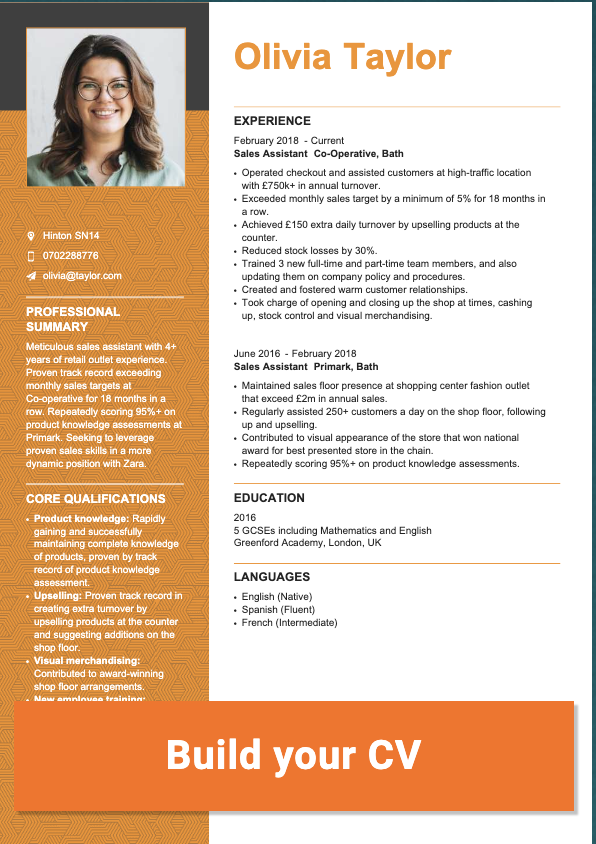 Olivia Taylor
Hinton SN14
0702288776
olivia@taylor.com
PROFESSIONAL
SUMMARY
Meticulous sales assistant with 4+
years of retail outlet experience.
Proven track record exceeding
monthly sales targets at
Co-operative for 18 months in a
row. Repeatedly scoring 95%+ on
product knowledge assessments at
Primark. Seeking to leverage
proven sales skills in a more
dynamic position with Zara.
CORE QUALIFICATIONS
• Product knowledge: Rapidly
gaining and successfully
maintaining complete knowledge
of products, proven by track
record of product knowledge
assessment.
• Upselling: Proven track record in
creating extra turnover by
upselling products at the counter
and suggesting additions on the
shop floor.
• Visual merchandising:
Contributed to award-winning
shop floor arrangements.
• New employee training:
EXPERIENCE
February 2018 - Current
Sales Assistant Co-Operative, Bath
• Operated checkout and assisted customers at high-traffic location
with £750k+ in annual turnover.
• Exceeded monthly sales target by a minimum of 5% for 18 months in
a row.
• Achieved £150 extra daily turnover by upselling products at the
counter.
• Reduced stock losses by 30%.
• Trained 3 new full-time and part-time team members, and also
updating them on company policy and procedures.
• Created and fostered warm customer relationships.
• Took charge of opening and closing up the shop at times, cashing
up, stock control and visual merchandising.
June 2016 - February 2018
Sales Assistant Primark, Bath
• Maintained sales floor presence at shopping center fashion outlet
that exceed £2m in annual sales.
• Regularly assisted 250+ customers a day on the shop floor, following
up and upselling.
• Contributed to visual appearance of the store that won national
award for best presented store in the chain.
• Repeatedly scoring 95%+ on product knowledge assessments.
EDUCATION
2016
5 GCSEs including Mathematics and English
Greenford Academy, London, UK
LANGUAGES
• English (Native)
• Spanish (Fluent)
• French (Intermediate)
Build your CV